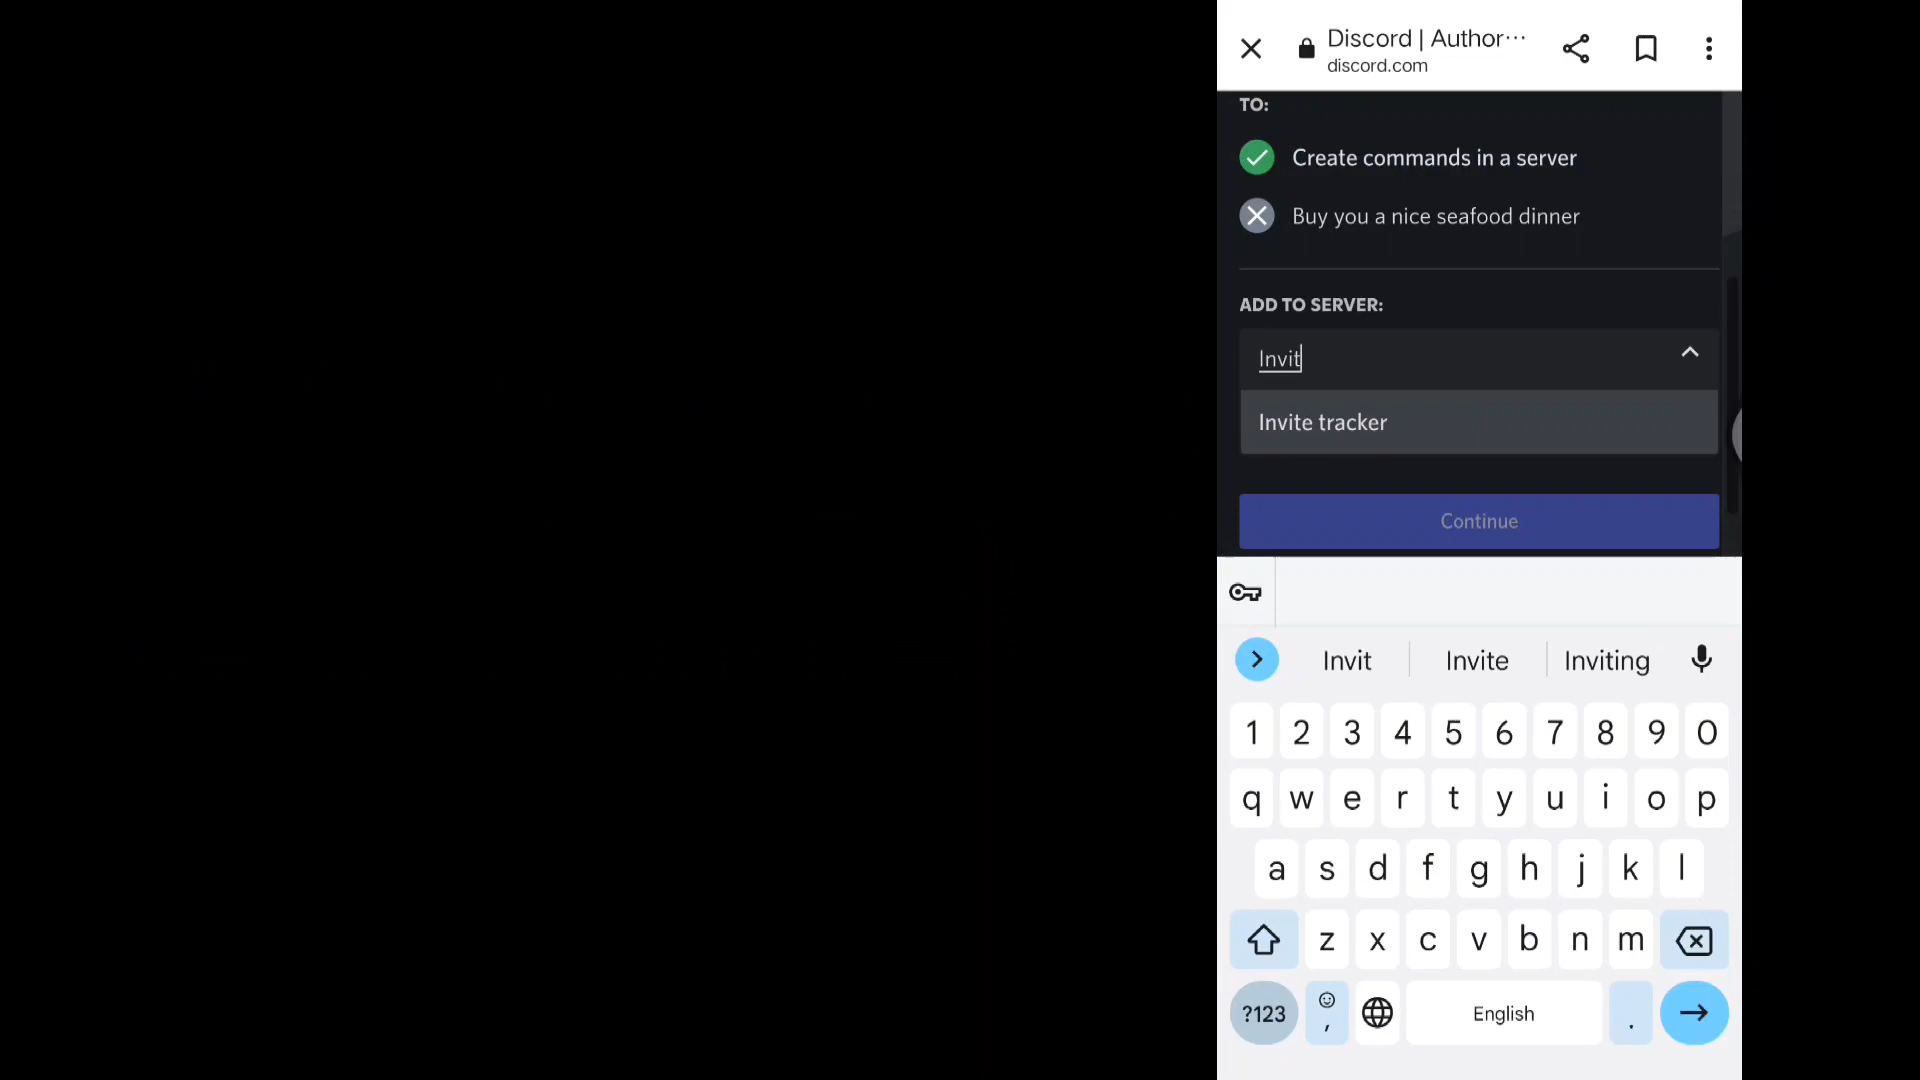 Discord | Author...
discord.com
TO:
Create commands in a server
Buy you a nice seafood dinner
ADD TO SERVER:
Invit
Invite tracker
Continue
Invit Invite Inviting
1 2 3 4 5 6 7 8 9 0
q w e r t y u i o p
a s d f g h j k l
z x c v b n m
?123 , English .